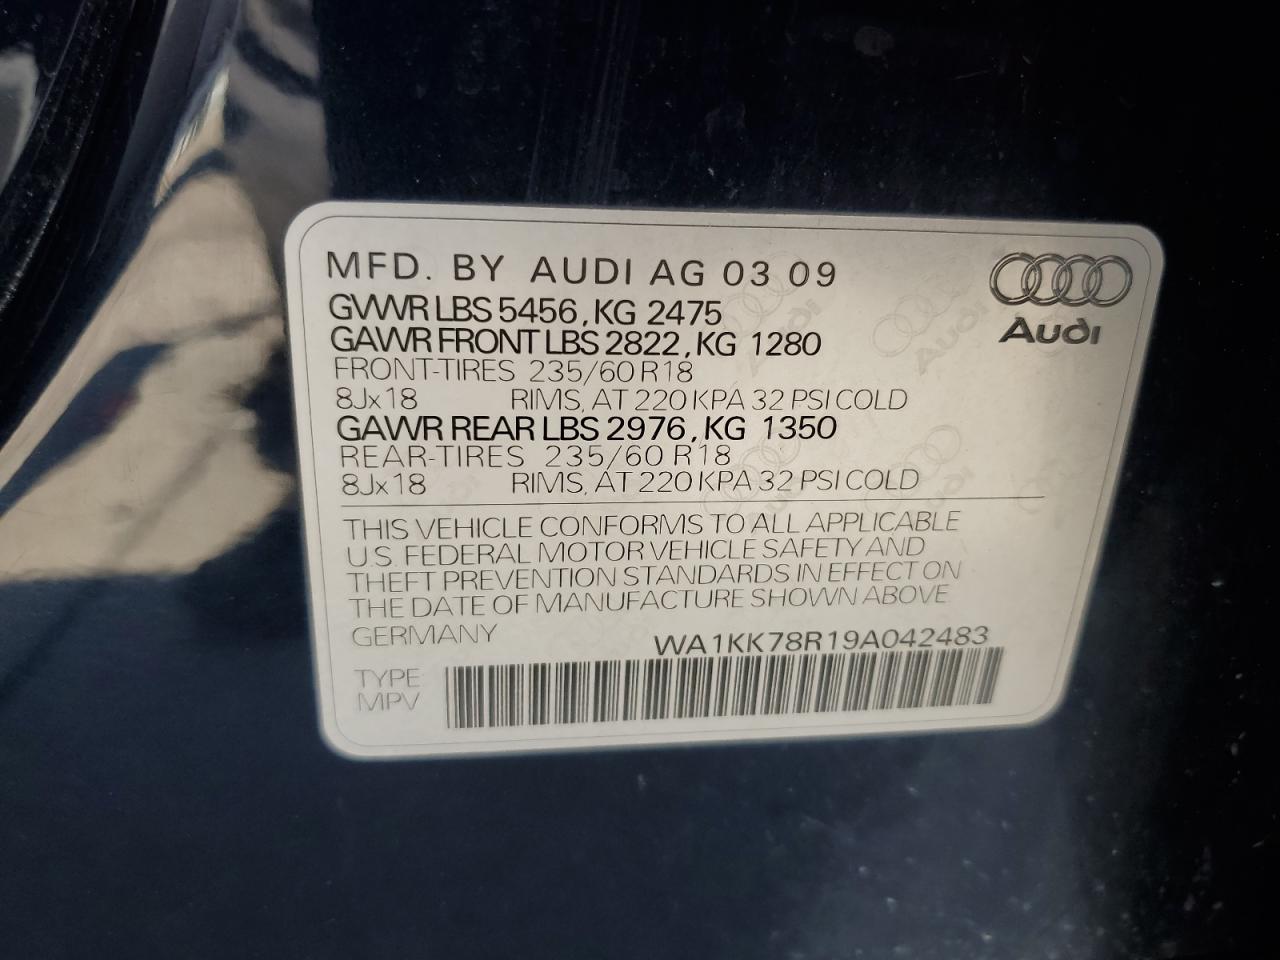 MFD. BY AUDI AG 03 09
GVWR LBS 5456, KG 2475
GAWR FRONT LBS 2822, KG 1280
FRONT-TIRES 235/60 R18
8Jx18 RIMS, AT 220 KPA 32 PSI COLD
GAWR REAR LBS 2976, KG 1350
REAR-TIRES 235/60 R18
8Jx18 RIMS, AT 220 KPA 32 PSI COLD
Audi
THIS VEHICLE CONFORMS TO ALL APPLICABLE
U.S. FEDERAL MOTOR VEHICLE SAFETY AND
THEFT PREVENTION STANDARDS IN EFFECT ON
THE DATE OF MANUFACTURE SHOWN ABOVE
GERMANY
WA1KK78R19A042483
TYPE
MPV